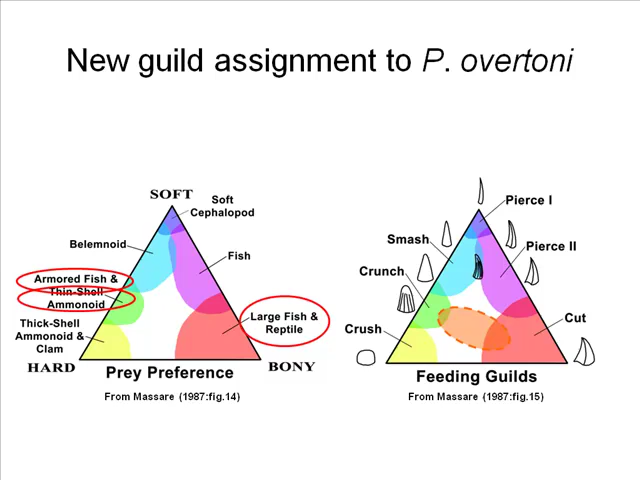 New guild assignment to P. overtoni
SOFT
Soft
Cephalopod
Belemnoid
Fish
Armored Fish &
Thin-Shell
Ammonoid
Large Fish &
Reptile
Thick-Shell
Ammonoid &
Clam
HARD
BONY
Prey Preference
From Massare (1987:fig.14)
Pierce I
Smash
Pierce II
Crunch
Cut
Crush
Feeding Guilds
From Massare (1987:fig.15)